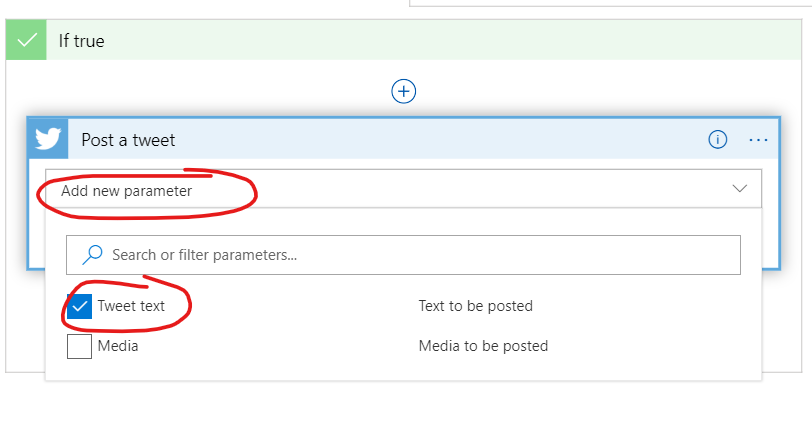 If true
Post a tweet
Add new parameter
Search or filter parameters...
Tweet text Text to be posted
Media Media to be posted